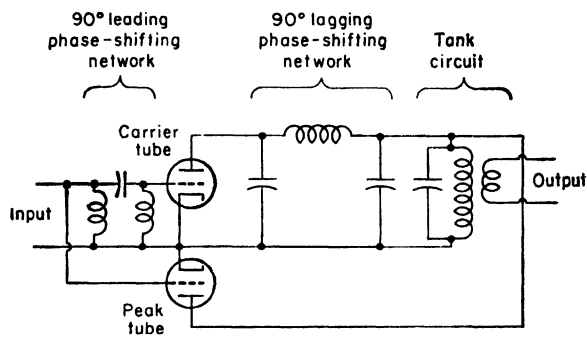 90° leading
phase-shifting
network
90° lagging
phase-shifting
network
Tank
circuit
Carrier
tube
Input
Output
Peak
tube